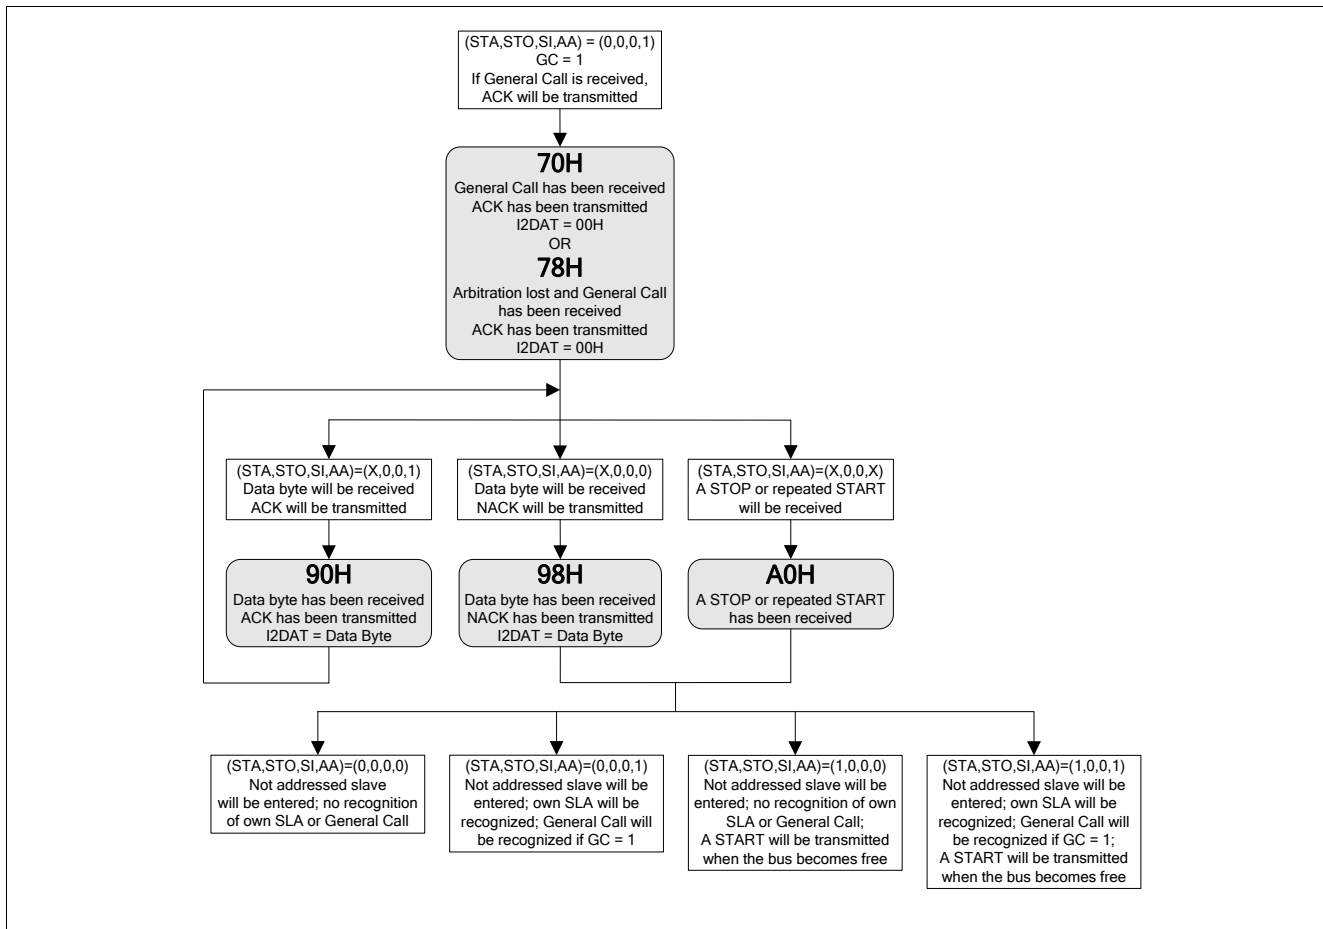 (STA,STO,SI,AA) = (0,0,0,1)
GC = 1
If General Call is received,
ACK will be transmitted
70H
General Call has been received
ACK has been transmitted
I2DAT = 00H
OR
78H
Arbitration lost and General Call
has been received
ACK has been transmitted
I2DAT = 00H
(STA,STO,SI,AA)=(X,0,0,1)
Data byte will be received
ACK will be transmitted
(STA,STO,SI,AA)=(X,0,0,0)
Data byte will be received
NACK will be transmitted
(STA,STO,SI,AA)=(X,0,0,X)
A STOP or repeated START
will be received
90H
Data byte has been received
ACK has been transmitted
I2DAT = Data Byte
98H
Data byte has been received
NACK has been transmitted
I2DAT = Data Byte
A0H
A STOP or repeated START
has been received
(STA,STO,SI,AA)=(0,0,0,0)
Not addressed slave
will be entered; no recognition
of own SLA or General Call
(STA,STO,SI,AA)=(0,0,0,1)
Not addressed slave will be
entered; own SLA will be
recognized; General Call will
be recognized if GC = 1
(STA,STO,SI,AA)=(1,0,0,0)
Not addressed slave will be
entered; no recognition of own
SLA or General Call;
A START will be transmitted
when the bus becomes free
(STA,STO,SI,AA)=(1,0,0,1)
Not addressed slave will be
entered; own SLA will be
recognized; General Call will
be recognized if GC = 1;
A START will be transmitted
when the bus becomes free